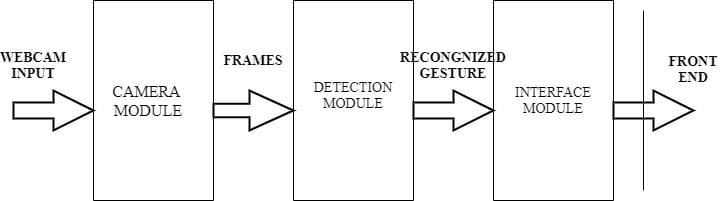 WEBCAM
INPUT
CAMERA
MODULE
FRAMES
DETECTION
MODULE
RECONGNIZED
GESTURE
INTERFACE
MODULE
FRONT
END